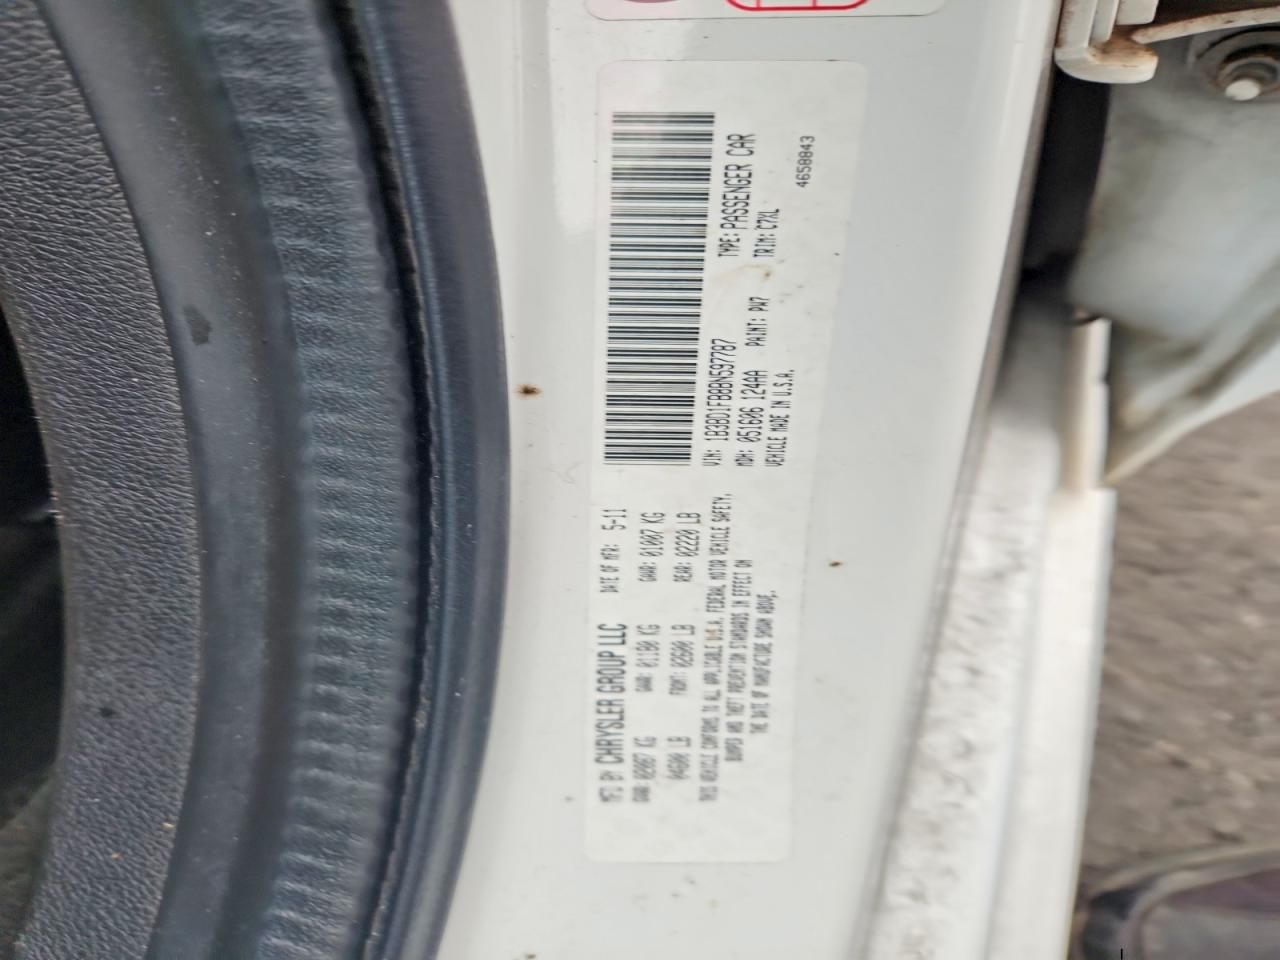 MFD BY CHRYSLER GROUP LLC DATE OF MFR: 5-11
GVWR: 02087 KG GAWR: 01180 KG GAWR: 01007 KG
04600 LB FRONT: 02600 LB REAR: 02220 LB
THIS VEHICLE CONFORMS TO ALL APPLICABLE U.S.A. FEDERAL MOTOR VEHICLE SAFETY,
BUMPER AND THEFT PREVENTION STANDARDS IN EFFECT ON
THE DATE OF MANUFACTURE SHOWN ABOVE.
VIN: 1B3BD1FB8BN597787 TYPE: PASSENGER CAR
MDH: 051606 124AA PAINT: PW7 TRIM: C7XL
VEHICLE MADE IN U.S.A.
4658843